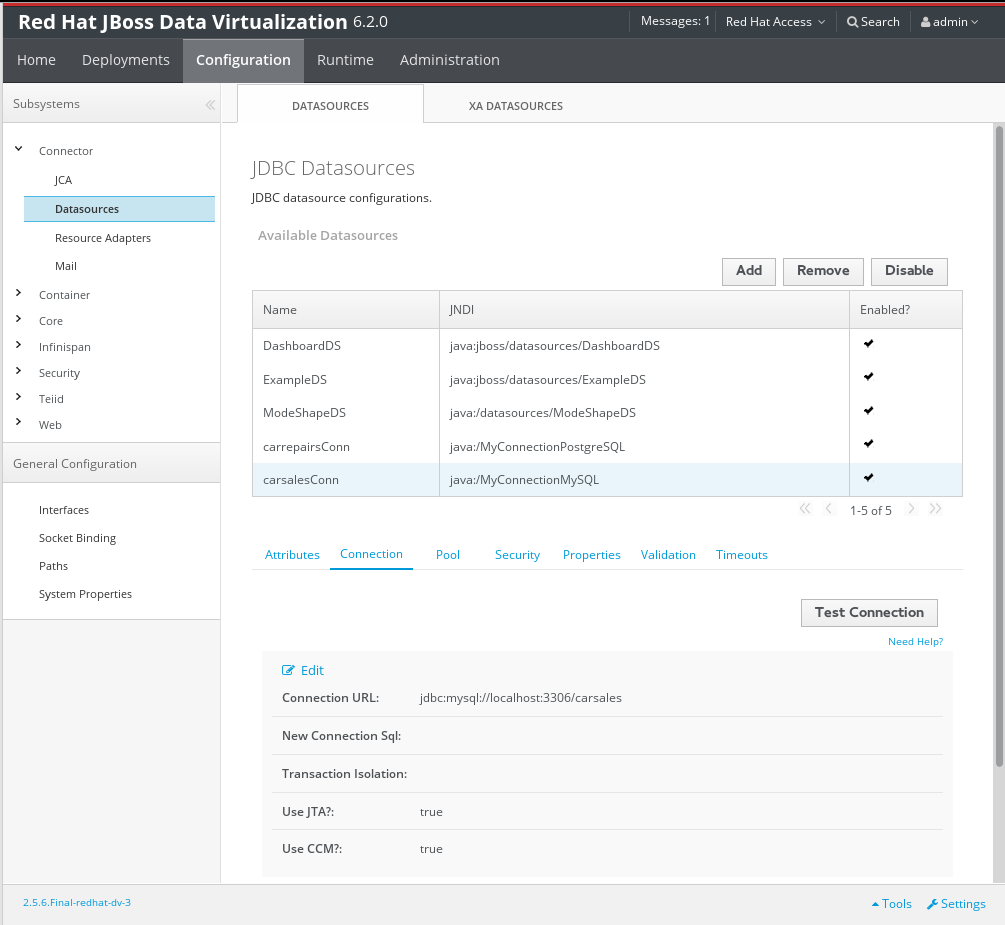 Red Hat JBoss Data Virtualization 6.2.0
Messages: 1 Red Hat Access Search admin
Home Deployments Configuration Runtime Administration
Subsystems
Connector
JCA
Datasources
Resource Adapters
Mail
Container
Core
Infinispan
Security
Teiid
Web
General Configuration
Interfaces
Socket Binding
Paths
System Properties
DATASOURCES XA DATASOURCES
JDBC Datasources
JDBC datasource configurations.
Available Datasources
Add Remove Disable
Name JNDI Enabled?
DashboardDS java:jboss/datasources/DashboardDS
ExampleDS java:jboss/datasources/ExampleDS
ModeShapeDS java:/datasources/ModeShapeDS
carrepairsConn java:/MyConnectionPostgreSQL
carsalesConn java:/MyConnectionMySQL
1-5 of 5
Attributes Connection Pool Security Properties Validation Timeouts
Test Connection
Need Help?
Edit
Connection URL: jdbc:mysql://localhost:3306/carsales
New Connection Sql:
Transaction Isolation:
Use JTA?: true
Use CCM?: true
2.5.6.Final-redhat-dv-3
Tools Settings